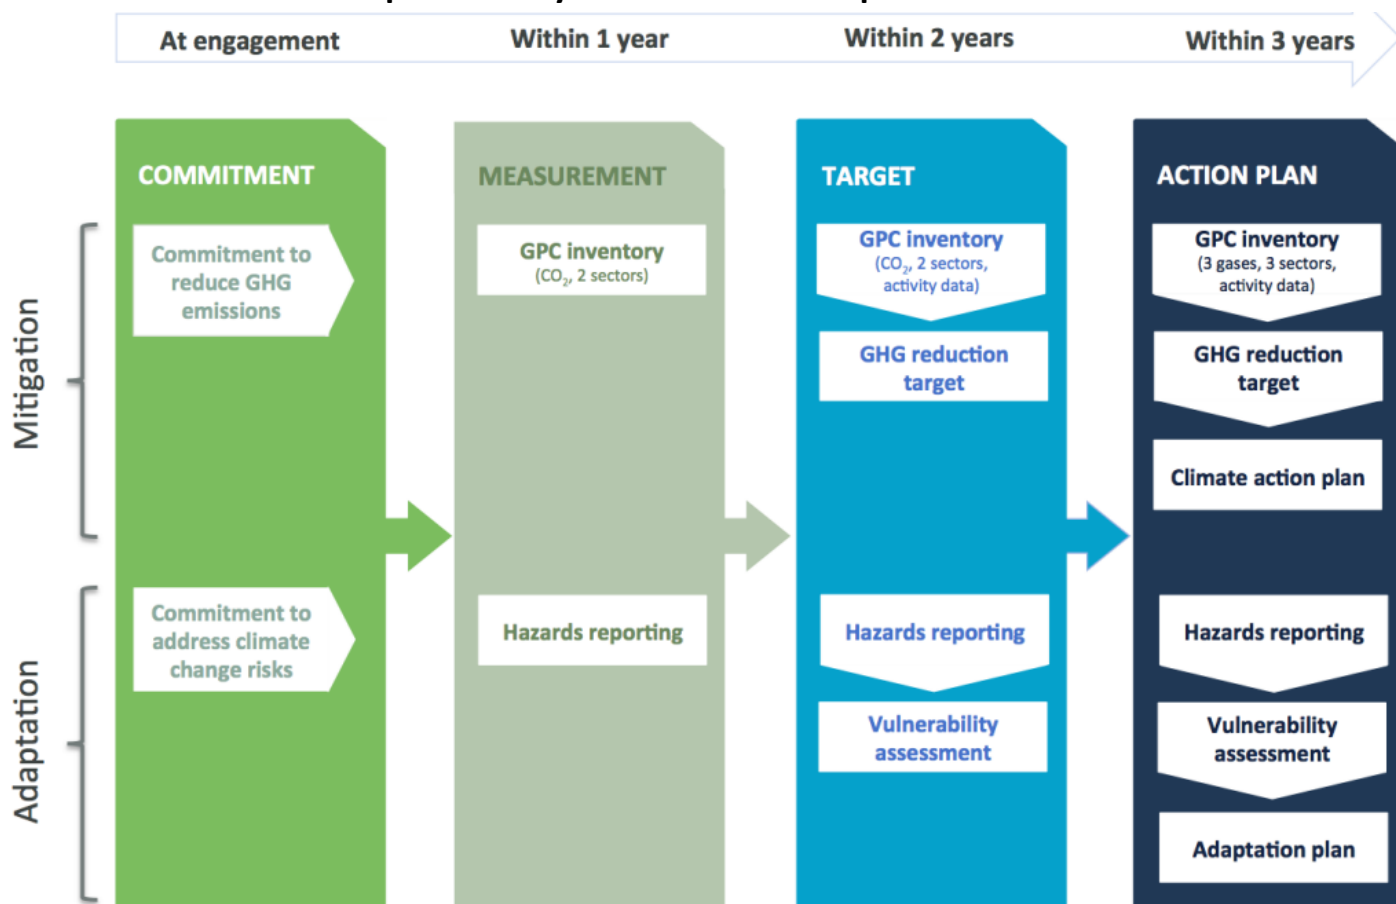 At engagement
Within 1 year
Within 2 years
Within 3 years
COMMITMENT
MEASUREMENT
TARGET
ACTION PLAN
Mitigation
Commitment to
reduce GHG
emissions
GPC inventory
(CO₂, 2 sectors)
GPC inventory
(CO₂, 2 sectors,
activity data)
GHG reduction
target
GPC inventory
(3 gases, 3 sectors,
activity data)
GHG reduction
target
Climate action plan
Adaptation
Commitment to
address climate
change risks
Hazards reporting
Hazards reporting
Vulnerability
assessment
Hazards reporting
Vulnerability
assessment
Adaptation plan